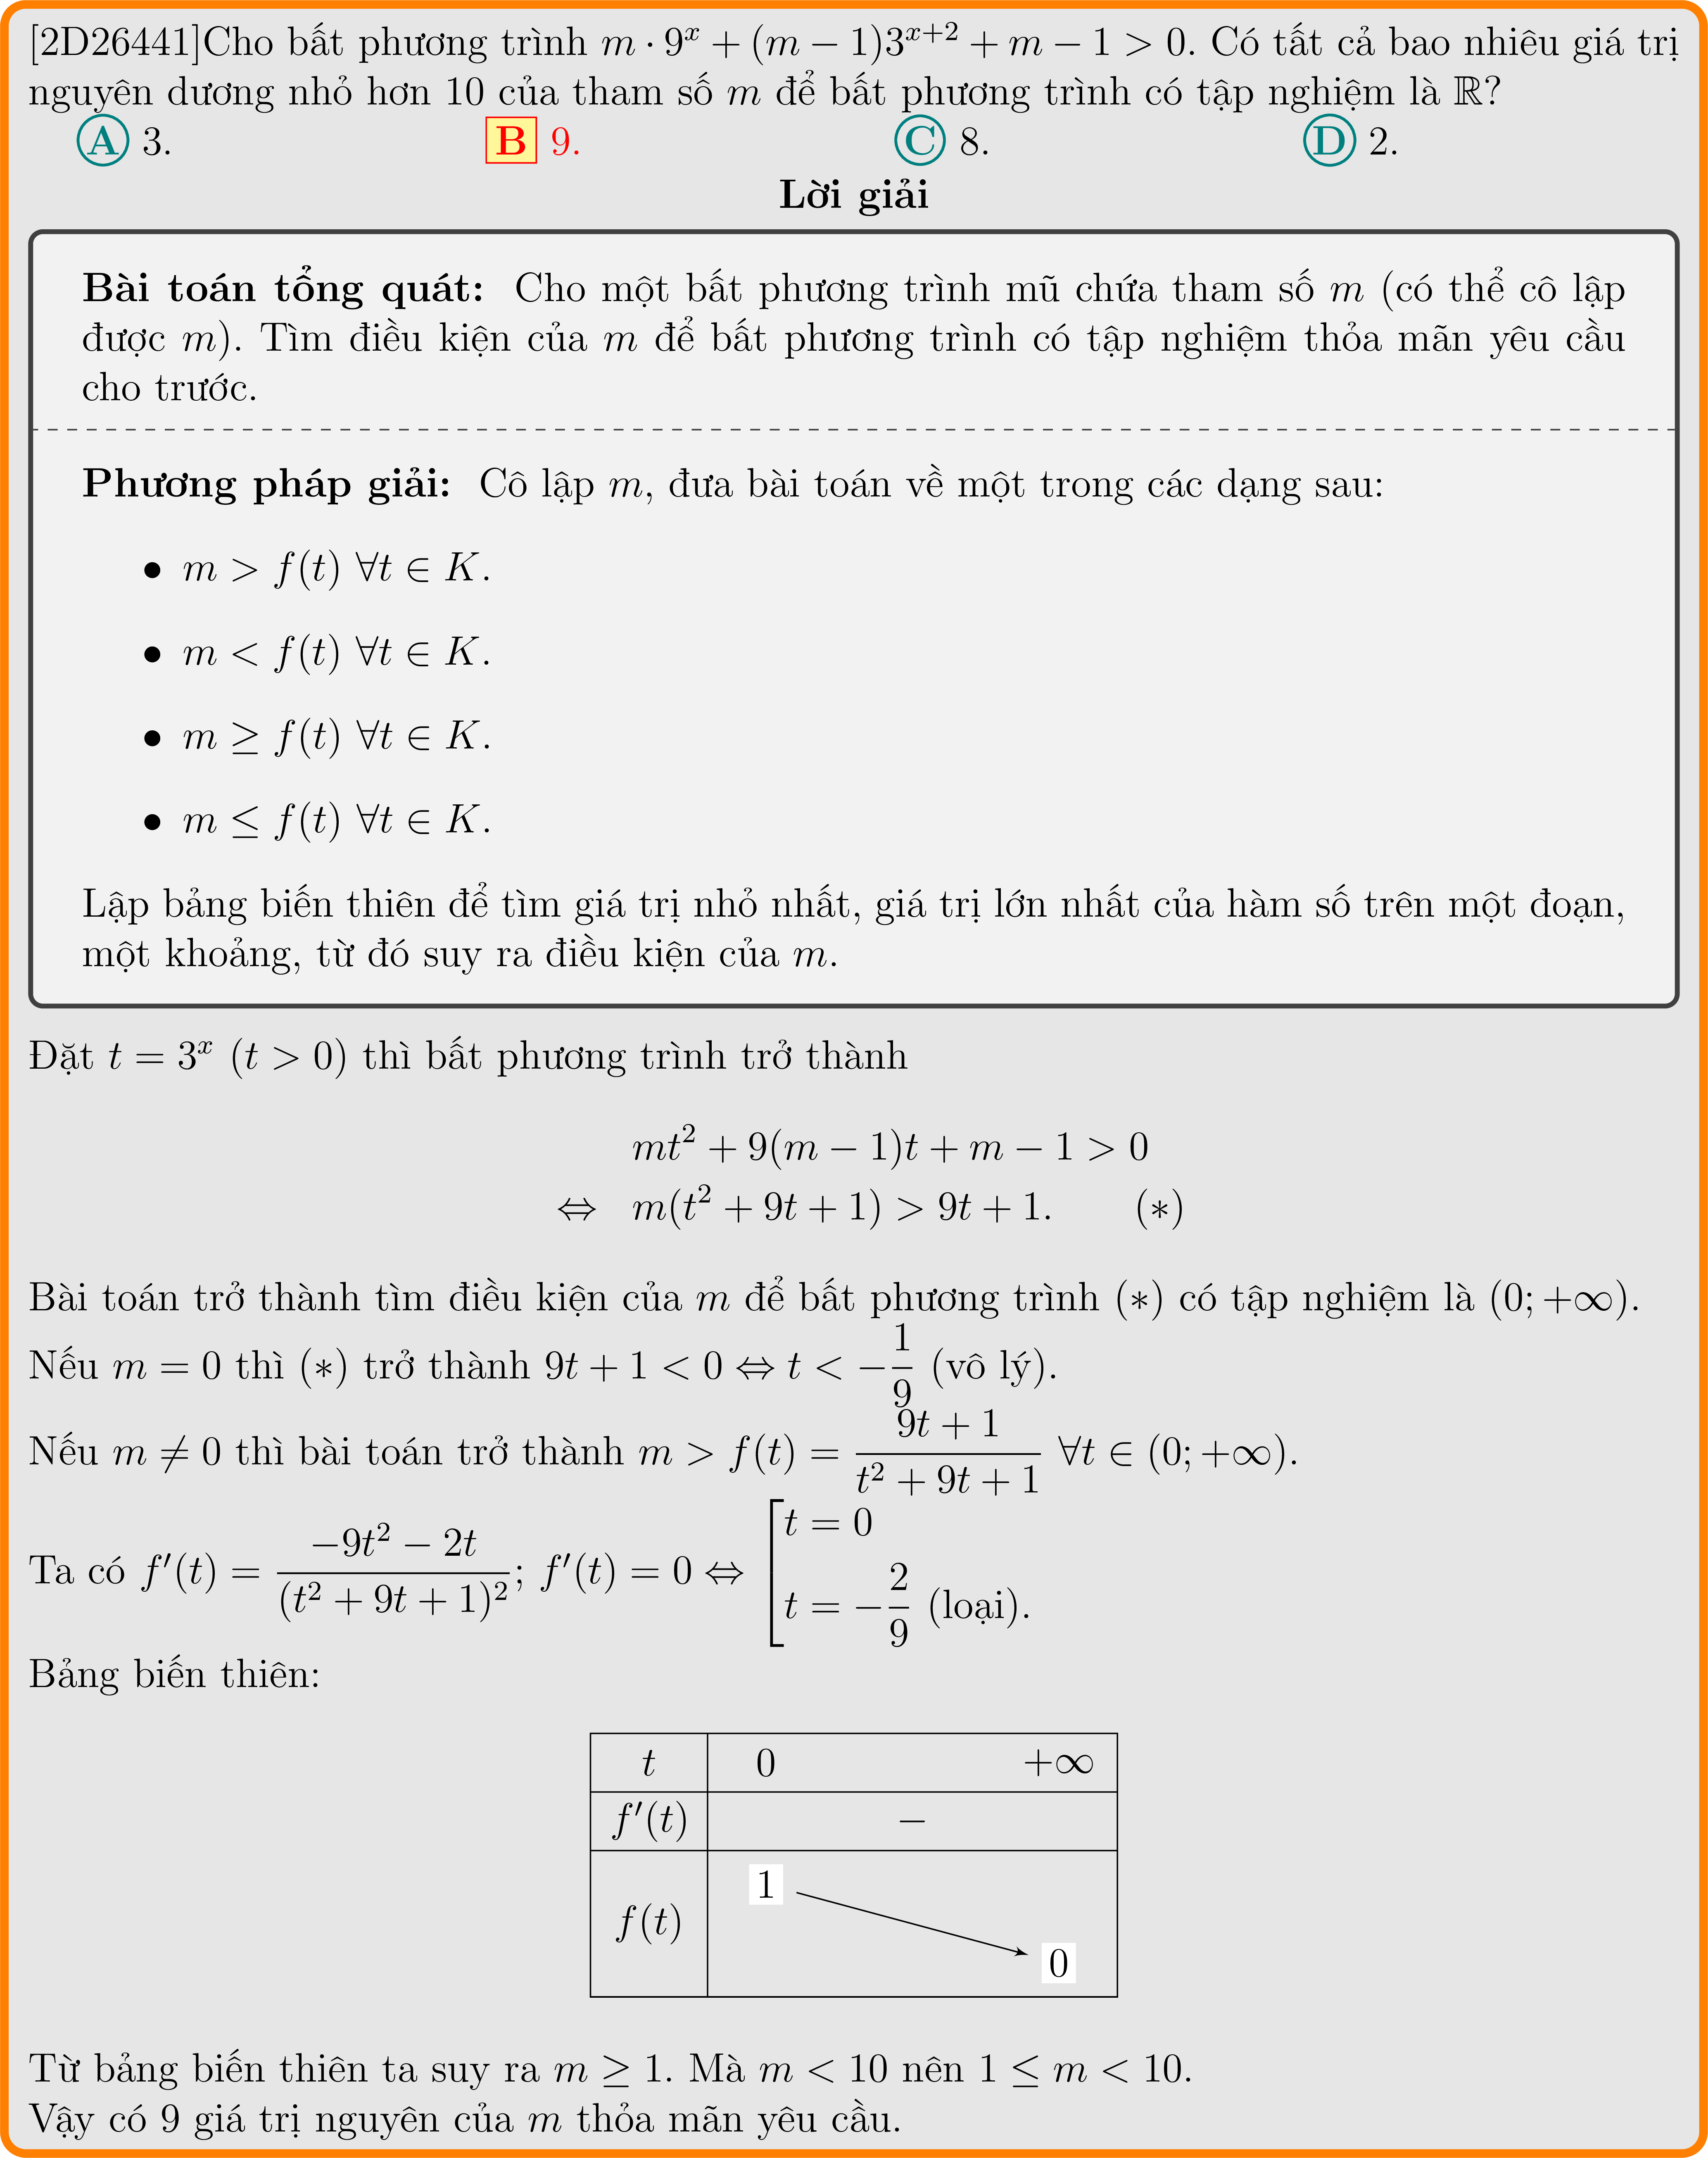 [2D26441]Cho bất phương trình $m \cdot 9^x + (m-1)3^{x+2} + m - 1 > 0$. Có tất cả bao nhiêu giá trị
nguyên dương nhỏ hơn 10 của tham số $m$ để bất phương trình có tập nghiệm là $\mathbb{R}$?
A 3. B 9. C 8. D 2.
Lời giải
Bài toán tổng quát: Cho một bất phương trình mũ chứa tham số $m$ (có thể cô lập
được $m$). Tìm điều kiện của $m$ để bất phương trình có tập nghiệm thỏa mãn yêu cầu
cho trước.
Phương pháp giải: Cô lập $m$, đưa bài toán về một trong các dạng sau:
• $m > f(t)\ \forall t \in K$.
• $m < f(t)\ \forall t \in K$.
• $m \geq f(t)\ \forall t \in K$.
• $m \leq f(t)\ \forall t \in K$.
Lập bảng biến thiên để tìm giá trị nhỏ nhất, giá trị lớn nhất của hàm số trên một đoạn,
một khoảng, từ đó suy ra điều kiện của $m$.
Đặt $t = 3^x\ (t > 0)$ thì bất phương trình trở thành
$mt^2 + 9(m-1)t + m - 1 > 0$
$\Leftrightarrow m(t^2 + 9t + 1) > 9t + 1. \quad (*)$
Bài toán trở thành tìm điều kiện của $m$ để bất phương trình $(*)$ có tập nghiệm là $(0; +\infty)$.
Nếu $m = 0$ thì $(*)$ trở thành $9t + 1 < 0 \Leftrightarrow t < -\dfrac{1}{9}$ (vô lý).
Nếu $m \neq 0$ thì bài toán trở thành $m > f(t) = \dfrac{9t+1}{t^2+9t+1}\ \forall t \in (0; +\infty)$.
Ta có $f'(t) = \dfrac{-9t^2 - 2t}{(t^2+9t+1)^2}$; $f'(t) = 0 \Leftrightarrow \left[\begin{array}{l} t = 0 \\ t = -\dfrac{2}{9} \text{ (loại).} \end{array}\right.$
Bảng biến thiên:
$t$ 0 $+\infty$
$f'(t)$ $-$
$f(t)$ 1 0
Từ bảng biến thiên ta suy ra $m \geq 1$. Mà $m < 10$ nên $1 \leq m < 10$.
Vậy có 9 giá trị nguyên của $m$ thỏa mãn yêu cầu.